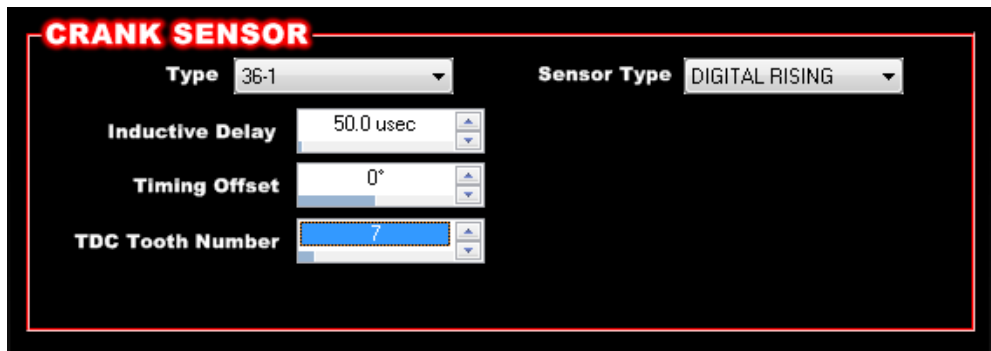 CRANK SENSOR
Type 36-1 Sensor Type DIGITAL RISING
Inductive Delay 50.0 usec
Timing Offset 0°
TDC Tooth Number 7